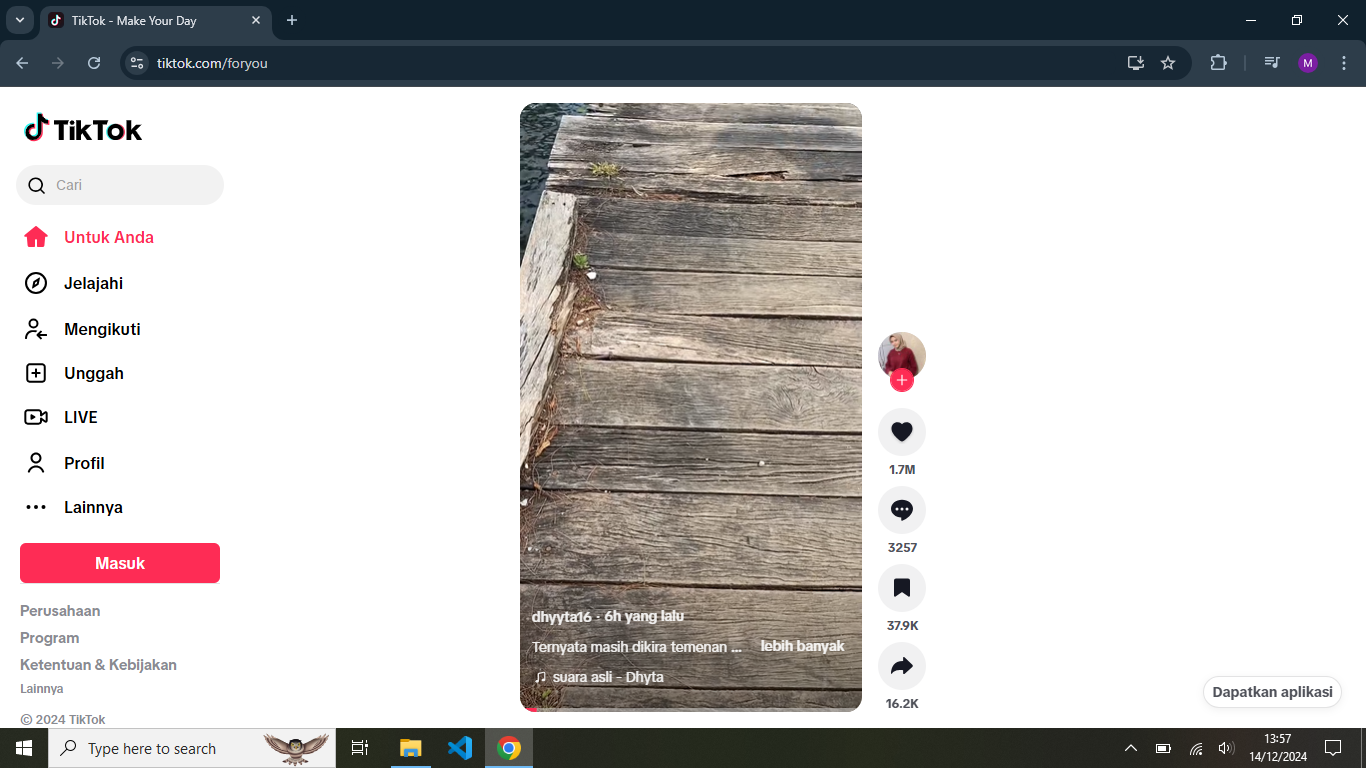 TikTok - Make Your Day
tiktok.com/foryou
M
TikTok
Cari
Untuk Anda
Jelajahi
Mengikuti
Unggah
LIVE
Profil
Lainnya
Masuk
Perusahaan
Program
Ketentuan & Kebijakan
Lainnya
© 2024 TikTok
dhyyta16 · 6h yang lalu
Ternyata masih dikira temenan ... lebih banyak
suara asli - Dhyta
1.7M
3257
37.9K
16.2K
Dapatkan aplikasi
Type here to search
13:57
14/12/2024